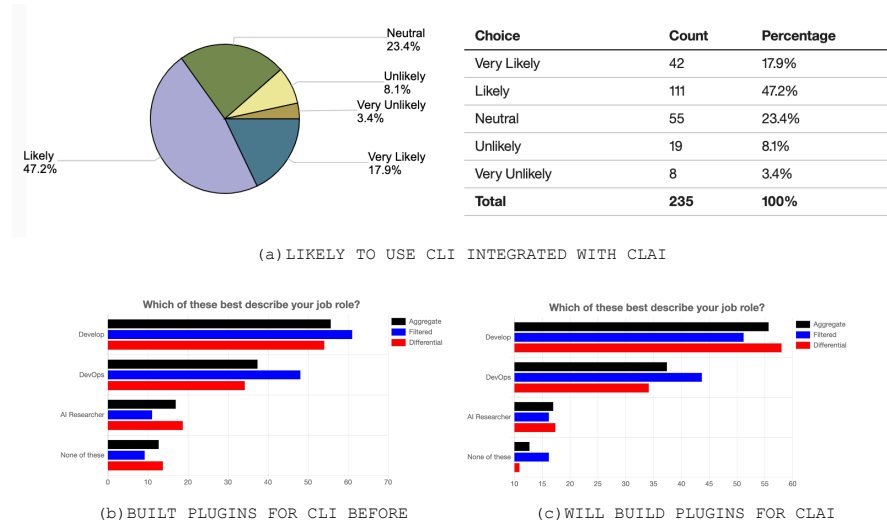 Neutral
23.4%
Unlikely
8.1%
Very Unlikely
3.4%
Likely
47.2%
Very Likely
17.9%
Choice Count Percentage
Very Likely 42 17.9%
Likely 111 47.2%
Neutral 55 23.4%
Unlikely 19 8.1%
Very Unlikely 8 3.4%
Total 235 100%
(a) LIKELY TO USE CLI INTEGRATED WITH CLAI
Which of these best describe your job role?
Aggregate
Filtered
Differential
Develop
DevOps
AI Researcher
None of these
0 10 20 30 40 50 60 70
(b) BUILT PLUGINS FOR CLI BEFORE
Which of these best describe your job role?
Aggregate
Filtered
Differential
Develop
DevOps
AI Researcher
None of these
10 15 20 25 30 35 40 45 50 55 60
(c) WILL BUILD PLUGINS FOR CLAI